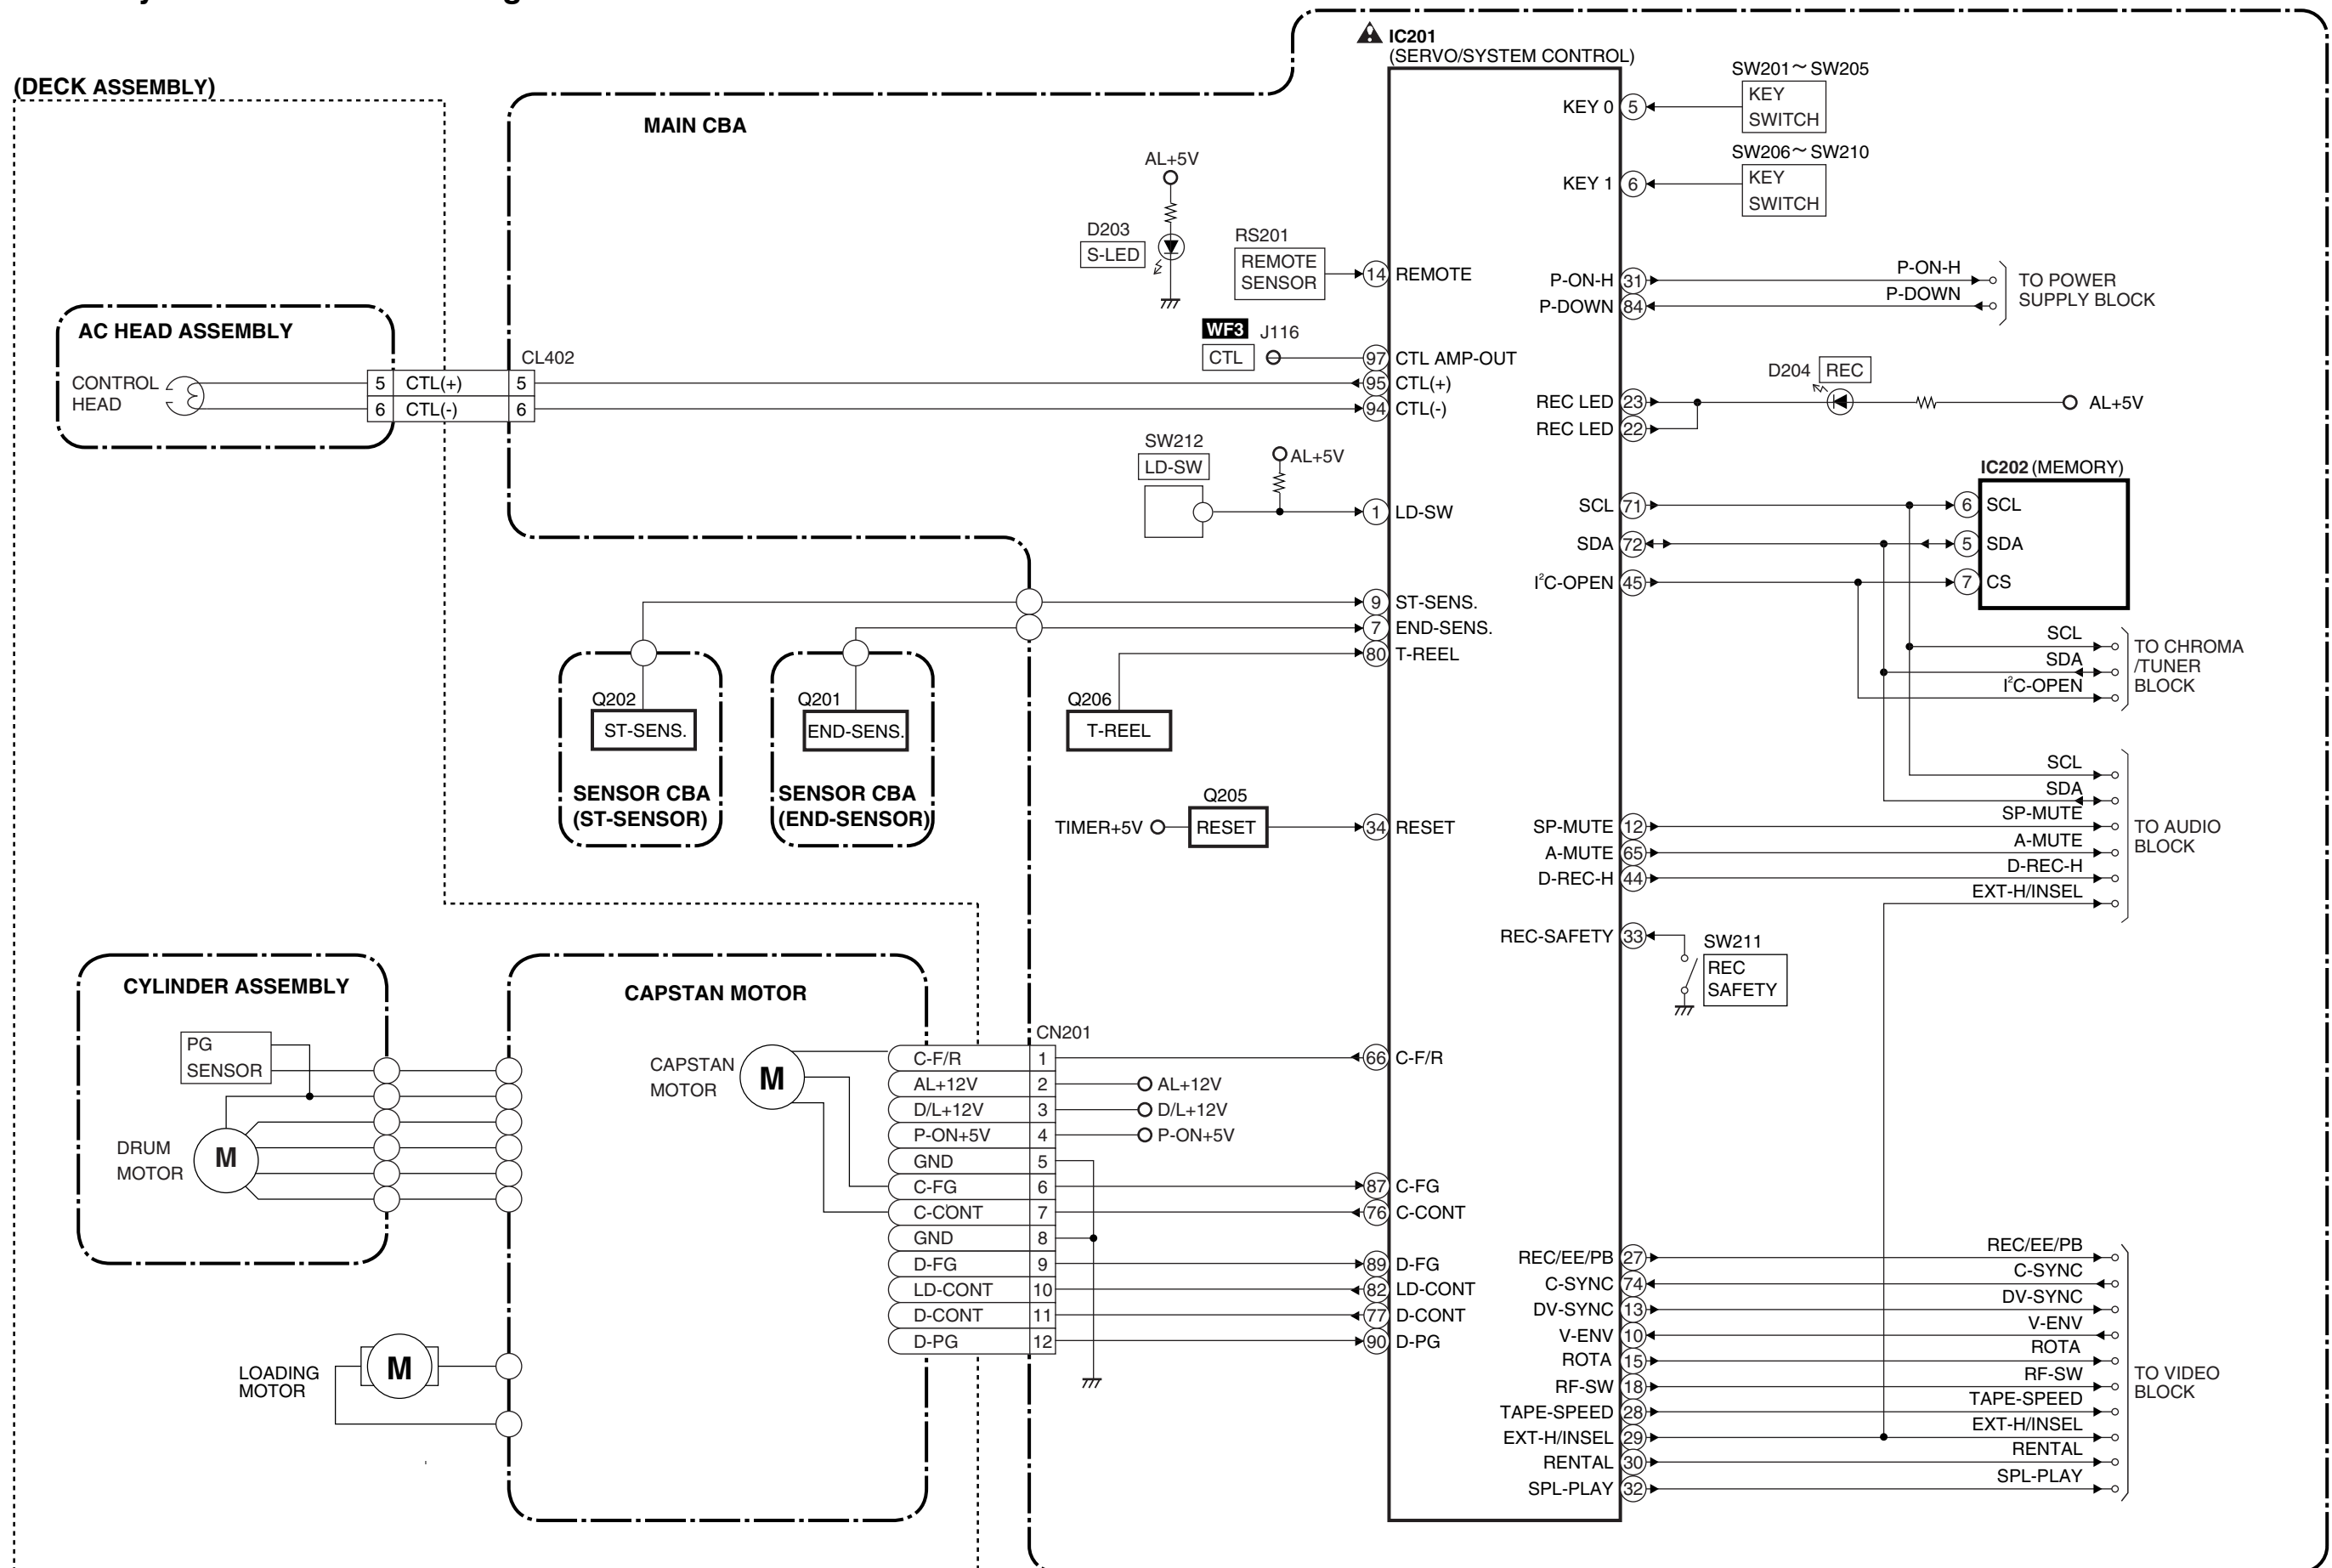 IC201
(SERVO/SYSTEM CONTROL)
(DECK ASSEMBLY)
MAIN CBA
AL+5V
D203
S-LED
RS201
REMOTE
SENSOR
14 REMOTE
WF3 J116
CTL
97 CTL AMP-OUT
95 CTL(+)
94 CTL(-)
AC HEAD ASSEMBLY
CONTROL
HEAD
CL402
5 CTL(+) 5
6 CTL(-) 6
SW212
LD-SW
AL+5V
1 LD-SW
9 ST-SENS.
7 END-SENS.
80 T-REEL
Q202
ST-SENS.
SENSOR CBA
(ST-SENSOR)
Q201
END-SENS.
SENSOR CBA
(END-SENSOR)
Q206
T-REEL
Q205
TIMER+5V RESET
34 RESET
CYLINDER ASSEMBLY
PG
SENSOR
DRUM
MOTOR
M
CAPSTAN MOTOR
CAPSTAN
MOTOR
M
LOADING
MOTOR
M
CN201
C-F/R 1
AL+12V 2 AL+12V
D/L+12V 3 D/L+12V
P-ON+5V 4 P-ON+5V
GND 5
C-FG 6
C-CONT 7
GND 8
D-FG 9
LD-CONT 10
D-CONT 11
D-PG 12
66 C-F/R
87 C-FG
76 C-CONT
89 D-FG
82 LD-CONT
77 D-CONT
90 D-PG
KEY 0 5
SW201~SW205
KEY
SWITCH
KEY 1 6
SW206~SW210
KEY
SWITCH
P-ON-H 31 P-ON-H
P-DOWN 84 P-DOWN
TO POWER
SUPPLY BLOCK
REC LED 23
REC LED 22
D204 REC
AL+5V
IC202 (MEMORY)
SCL 71 6 SCL
SDA 72 5 SDA
I²C-OPEN 45 7 CS
SCL
SDA
I²C-OPEN
TO CHROMA
/TUNER
BLOCK
SCL
SDA
SP-MUTE 12 SP-MUTE
A-MUTE 65 A-MUTE
D-REC-H 44 D-REC-H
EXT-H/INSEL
TO AUDIO
BLOCK
REC-SAFETY 33
SW211
REC
SAFETY
REC/EE/PB 27 REC/EE/PB
C-SYNC 74 C-SYNC
DV-SYNC 13 DV-SYNC
V-ENV 10 V-ENV
ROTA 15 ROTA
RF-SW 18 RF-SW
TAPE-SPEED 28 TAPE-SPEED
EXT-H/INSEL 29 EXT-H/INSEL
RENTAL 30 RENTAL
SPL-PLAY 32 SPL-PLAY
TO VIDEO
BLOCK